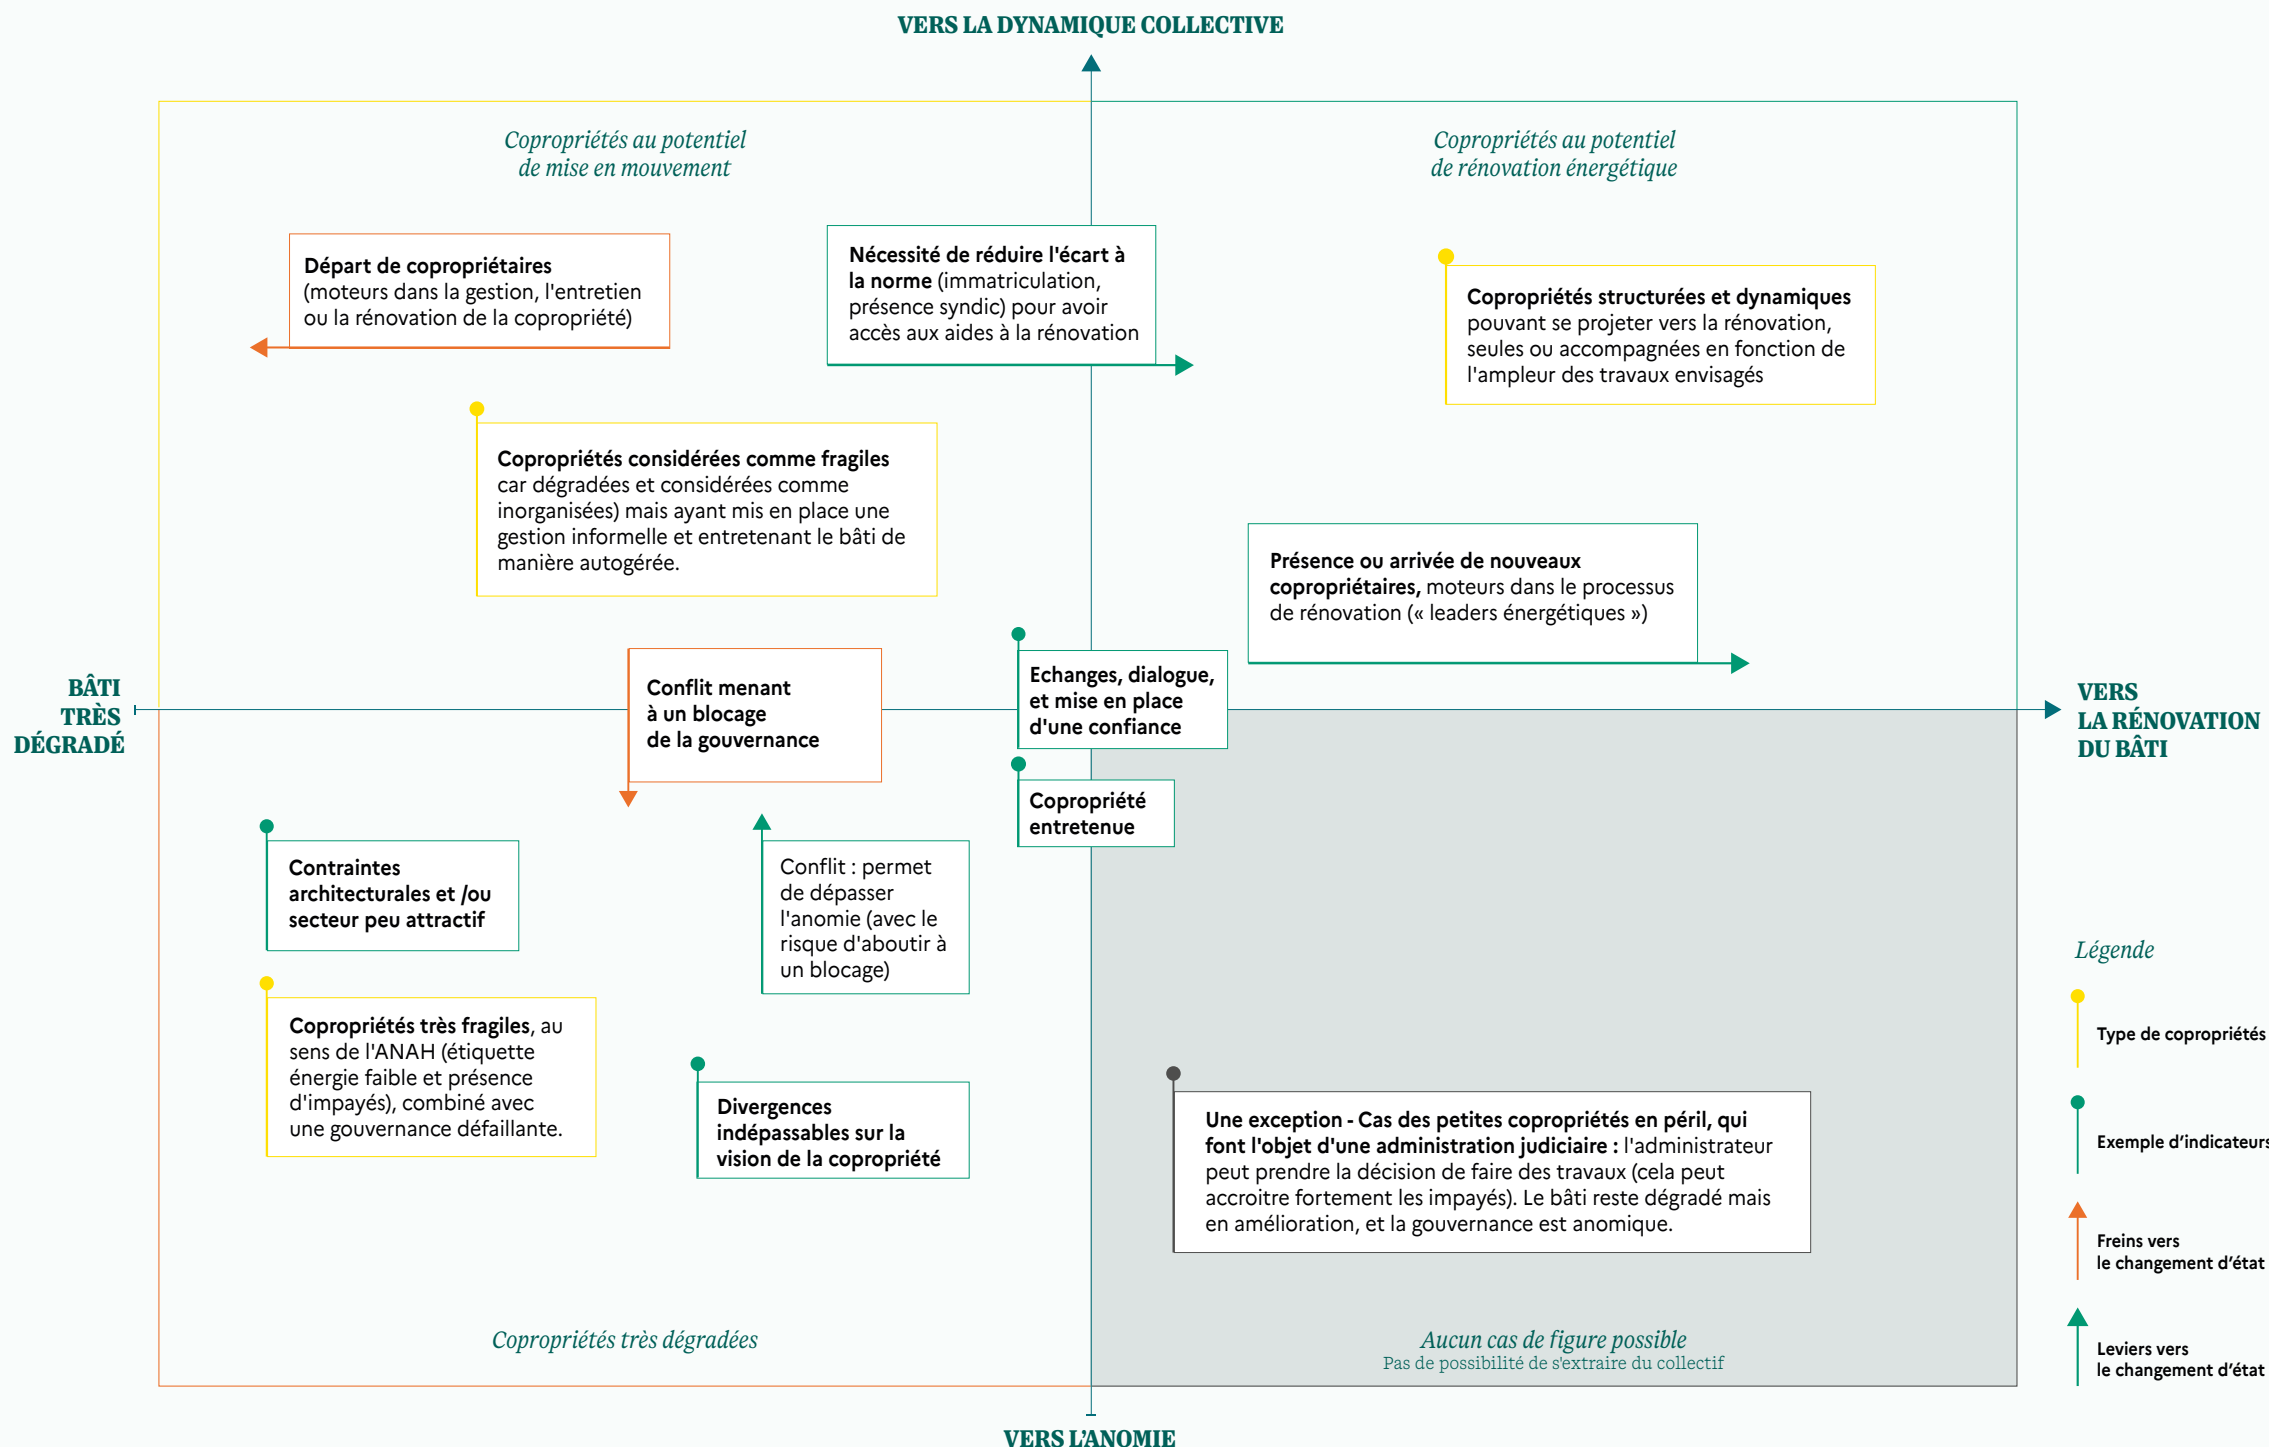 VERS LA DYNAMIQUE COLLECTIVE
Copropriétés au potentiel
de mise en mouvement
Copropriétés au potentiel
de rénovation énergétique
Départ de copropriétaires
(moteurs dans la gestion, l'entretien
ou la rénovation de la copropriété)
Nécessité de réduire l'écart à
la norme (immatriculation,
présence syndic) pour avoir
accès aux aides à la rénovation
Copropriétés structurées et dynamiques
pouvant se projeter vers la rénovation,
seules ou accompagnées en fonction de
l'ampleur des travaux envisagés
Copropriétés considérées comme fragiles
car dégradées et considérées comme
inorganisées) mais ayant mis en place une
gestion informelle et entretenant le bâti de
manière autogérée.
Présence ou arrivée de nouveaux
copropriétaires, moteurs dans le processus
de rénovation (« leaders énergétiques »)
BÂTI
TRÈS
DÉGRADÉ
Conflit menant
à un blocage
de la gouvernance
Echanges, dialogue,
et mise en place
d'une confiance
VERS
LA RÉNOVATION
DU BÂTI
Copropriété
entretenue
Contraintes
architecturales et /ou
secteur peu attractif
Conflit : permet
de dépasser
l'anomie (avec le
risque d'aboutir à
un blocage)
Copropriétés très fragiles, au
sens de l'ANAH (étiquette
énergie faible et présence
d'impayés), combiné avec
une gouvernance défaillante.
Divergences
indépassables sur la
vision de la copropriété
Une exception - Cas des petites copropriétés en péril, qui
font l'objet d'une administration judiciaire : l'administrateur
peut prendre la décision de faire des travaux (cela peut
accroitre fortement les impayés). Le bâti reste dégradé mais
en amélioration, et la gouvernance est anomique.
Copropriétés très dégradées
Aucun cas de figure possible
Pas de possibilité de s'extraire du collectif
VERS L'ANOMIE
Légende
Type de copropriétés
Exemple d’indicateurs
Freins vers
le changement d’état
Leviers vers
le changement d’état